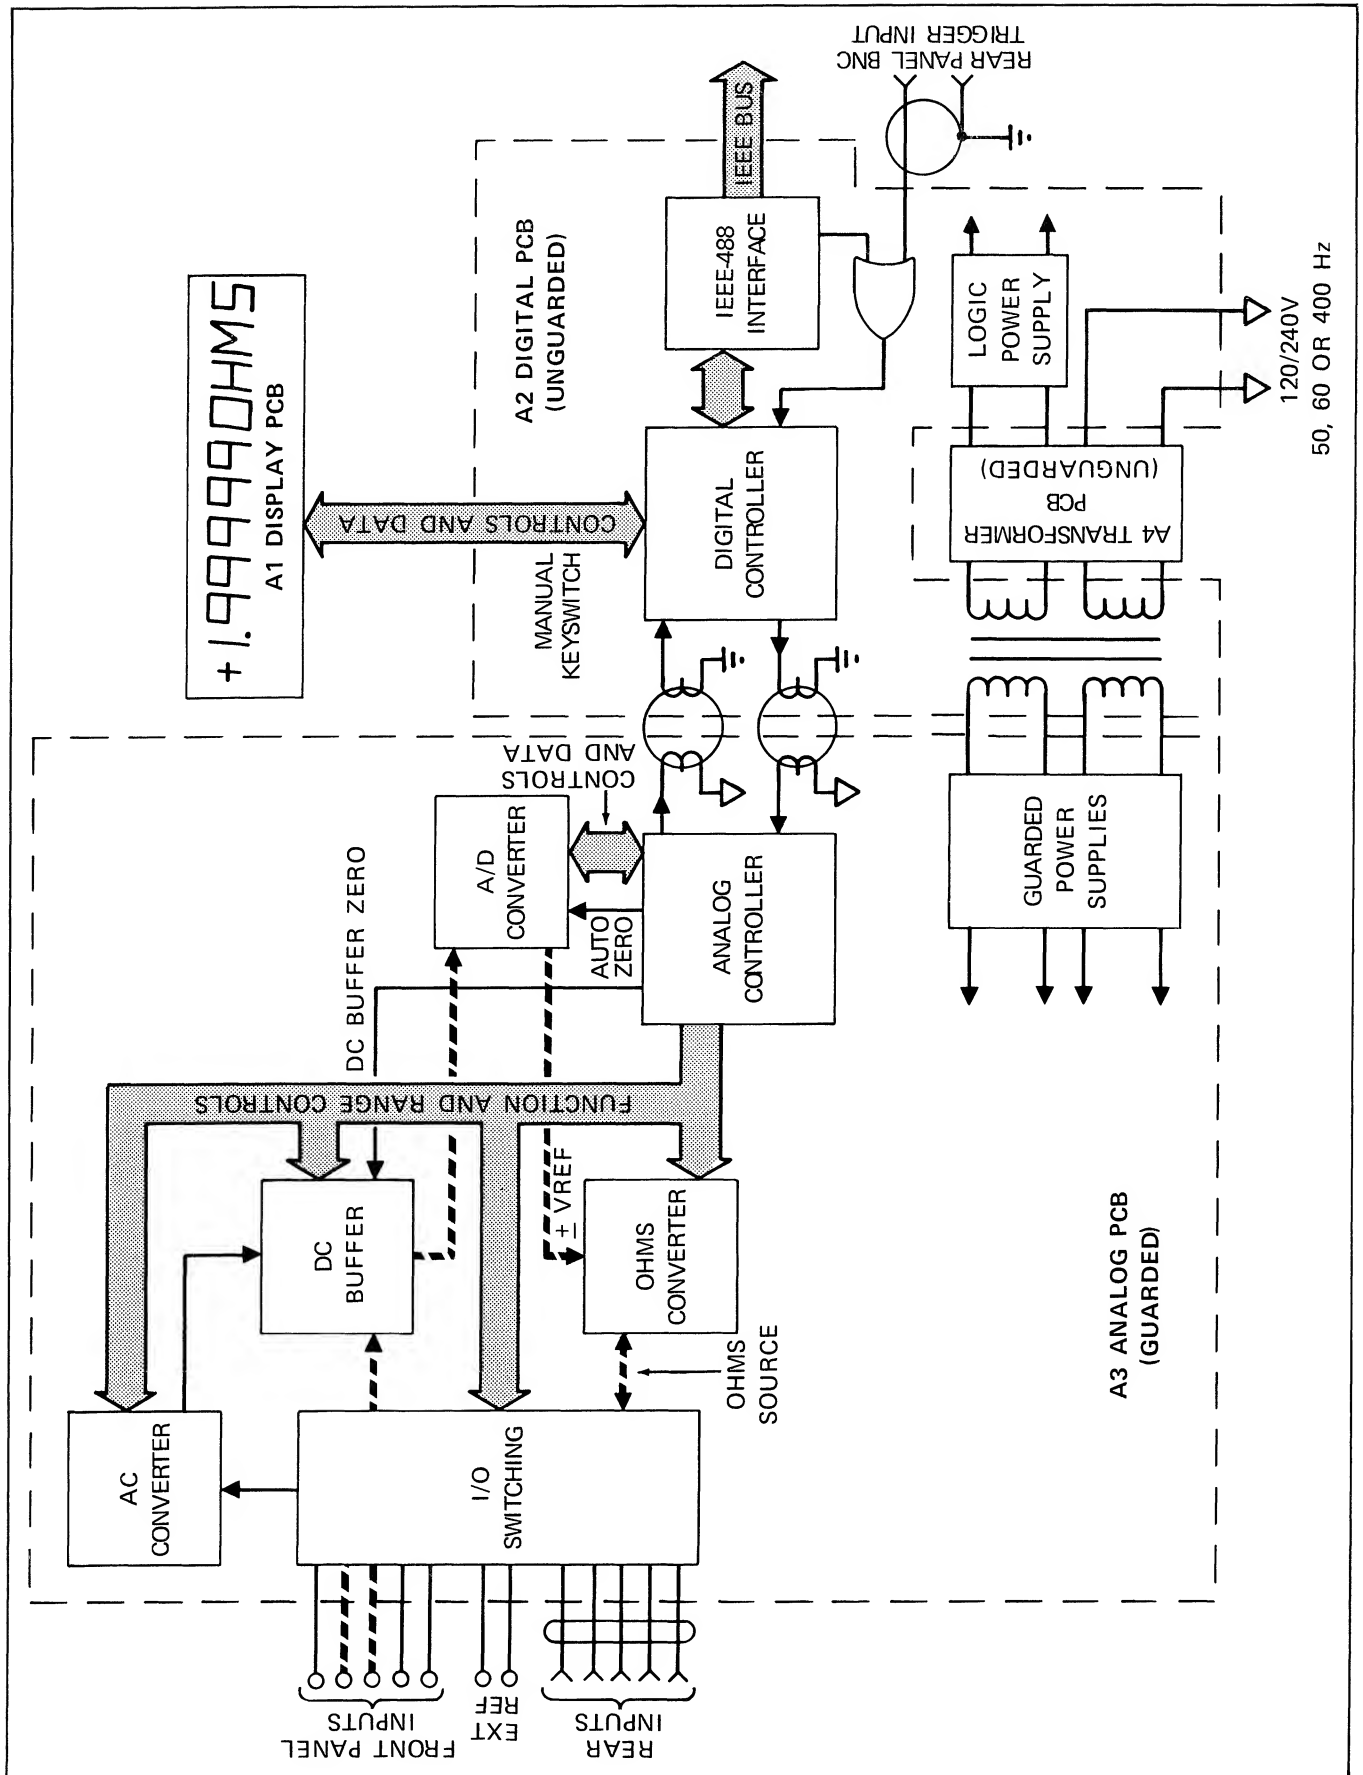 +1.999990HMS
A1 DISPLAY PCB
CONTROLS AND DATA
MANUAL
KEYSWITCH
A2 DIGITAL PCB
(UNGUARDED)
IEEE BUS
IEEE-488
INTERFACE
REAR PANEL BNC
TRIGGER INPUT
DIGITAL
CONTROLLER
LOGIC
POWER
SUPPLY
A4 TRANSFORMER
PCB
(UNGUARDED)
120/240V
50, 60 OR 400 Hz
DC BUFFER ZERO
A/D
CONVERTER
CONTROLS
AND DATA
AUTO
ZERO
ANALOG
CONTROLLER
GUARDED
POWER
SUPPLIES
FUNCTION AND RANGE CONTROLS
AC
CONVERTER
DC
BUFFER
± VREF
OHMS
CONVERTER
I/O
SWITCHING
OHMS
SOURCE
FRONT PANEL
INPUTS
EXT
REF
REAR
INPUTS
A3 ANALOG PCB
(GUARDED)